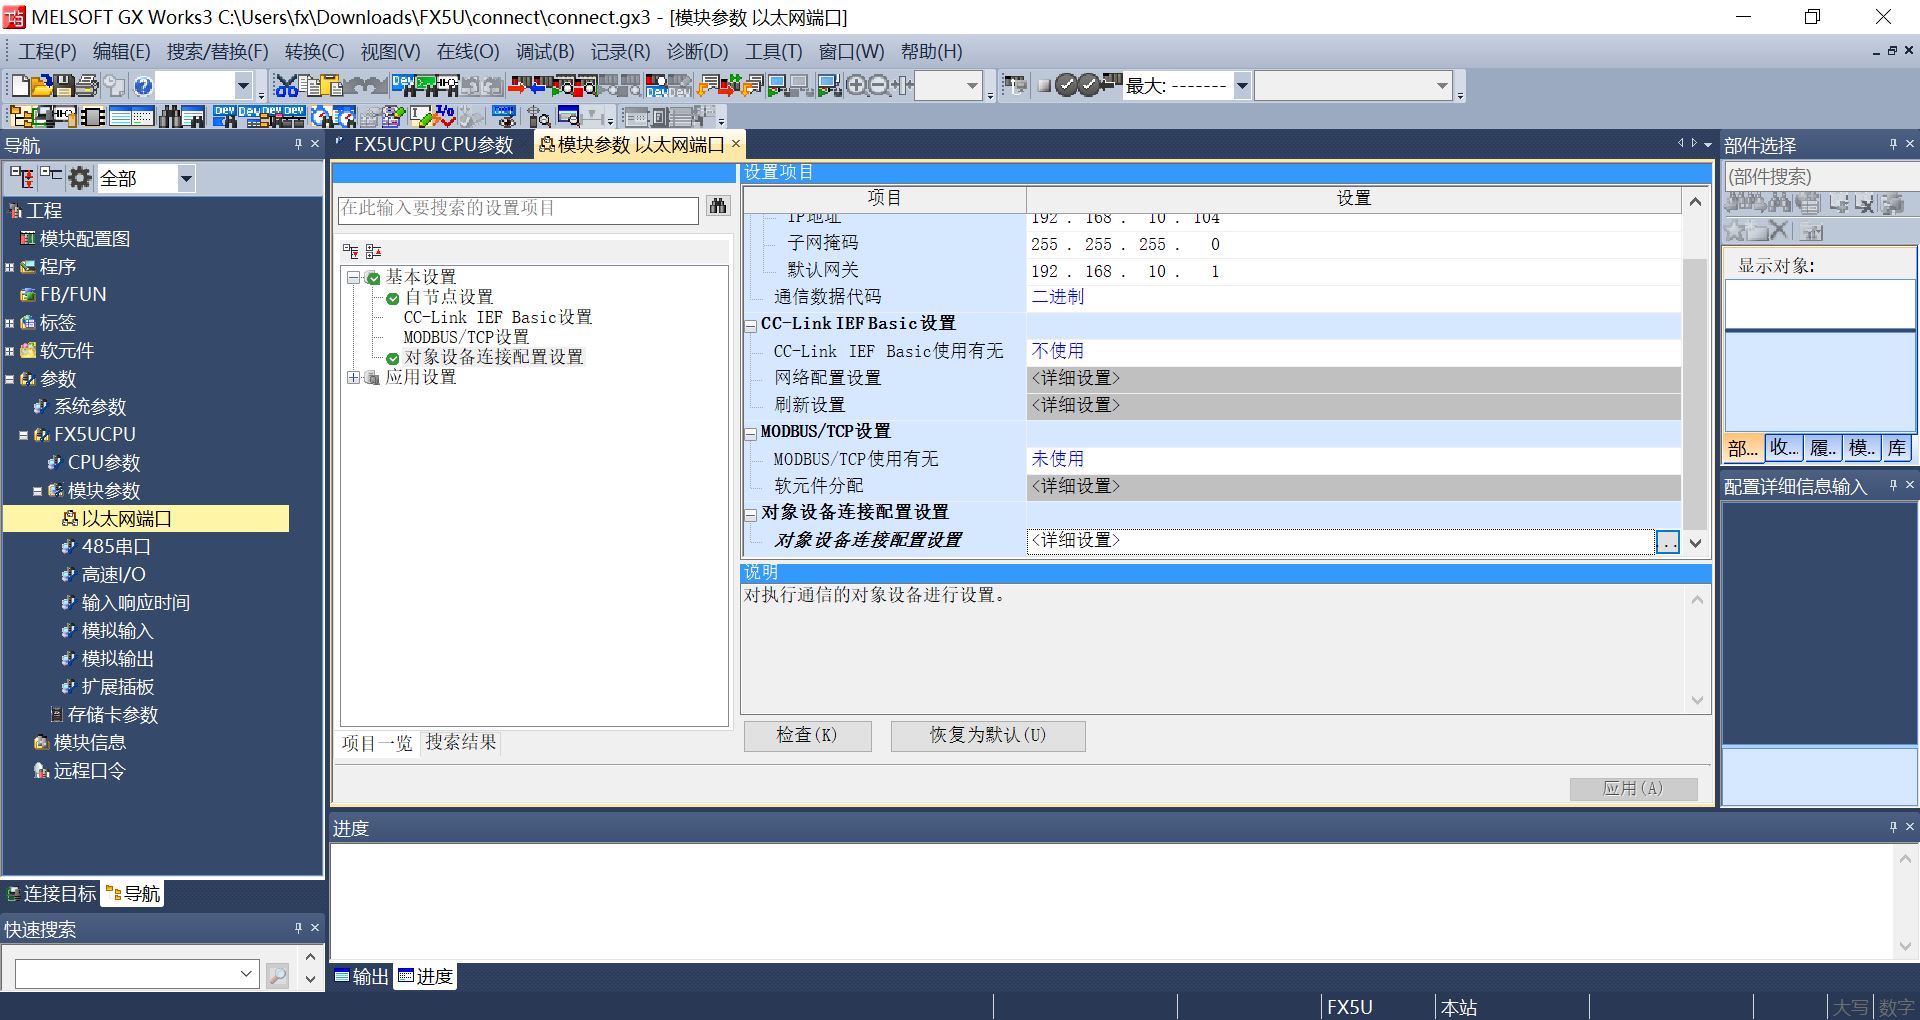 MELSOFT GX Works3 C:\Users\fx\Downloads\FX5U\connect\connect.gx3 - [模块参数 以太网端口]
工程(P) 编辑(E) 搜索/替换(F) 转换(C) 视图(V) 在线(O) 调试(B) 记录(R) 诊断(D) 工具(T) 窗口(W) 帮助(H)
最大: -------
导航
全部
工程
模块配置图
程序
FB/FUN
标签
软元件
参数
系统参数
FX5UCPU
CPU参数
模块参数
以太网端口
485串口
高速I/O
输入响应时间
模拟输入
模拟输出
扩展插板
存储卡参数
模块信息
远程口令
连接目标 导航
快速搜索
FX5UCPU CPU参数 模块参数 以太网端口
在此输入要搜索的设置项目
基本设置
自节点设置
CC-Link IEF Basic设置
MODBUS/TCP设置
对象设备连接配置设置
应用设置
项目一览 搜索结果
设置项目
项目 设置
IP地址 192 . 168 . 10 . 104
子网掩码 255 . 255 . 255 . 0
默认网关 192 . 168 . 10 . 1
通信数据代码 二进制
CC-Link IEF Basic设置
CC-Link IEF Basic使用有无 不使用
网络配置设置 <详细设置>
刷新设置 <详细设置>
MODBUS/TCP设置
MODBUS/TCP使用有无 未使用
软元件分配 <详细设置>
对象设备连接配置设置
对象设备连接配置设置 <详细设置> ...
说明
对执行通信的对象设备进行设置。
检查(K) 恢复为默认(U)
应用(A)
进度
输出 进度
部件选择
(部件搜索)
显示对象:
部... 收... 履.. 模.. 库
配置详细信息输入
FX5U 本站 大写 数字